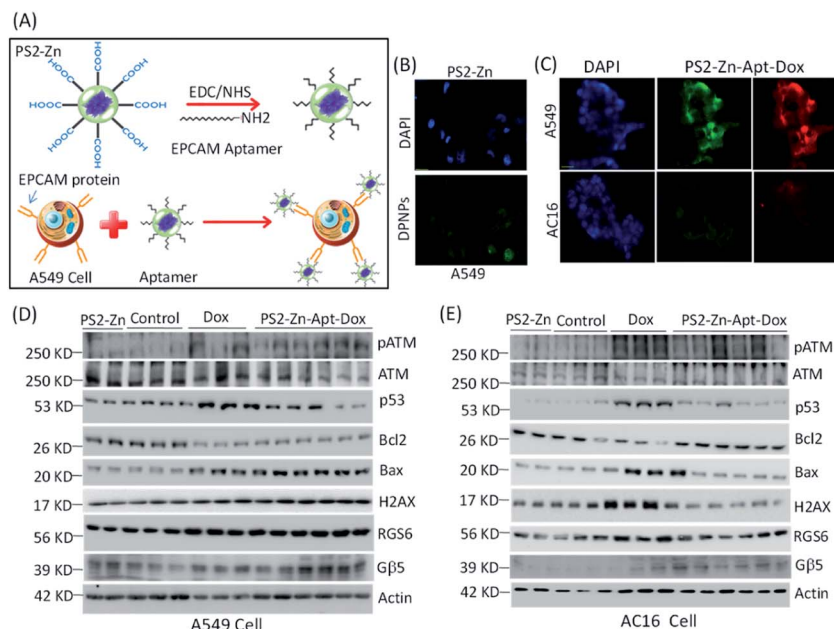 (A)
PS2-Zn
COOH
HOOC
COOH
HOOC
COOH
HOOC
COOH
HOOC
EDC/NHS
NH2
EPCAM Aptamer
EPCAM protein
A549 Cell
Aptamer
(B)
PS2-Zn
DAPI
DPNPs
A549
(C)
DAPI PS2-Zn-Apt-Dox
A549
AC16
(D)
PS2-Zn Control Dox PS2-Zn-Apt-Dox
250 KD pATM
250 KD ATM
53 KD p53
26 KD Bcl2
20 KD Bax
17 KD H2AX
56 KD RGS6
39 KD Gβ5
42 KD Actin
A549 Cell
(E)
PS2-Zn Control Dox PS2-Zn-Apt-Dox
250 KD pATM
250 KD ATM
53 KD p53
26 KD Bcl2
20 KD Bax
17 KD H2AX
56 KD RGS6
39 KD Gβ5
42 KD Actin
AC16 Cell